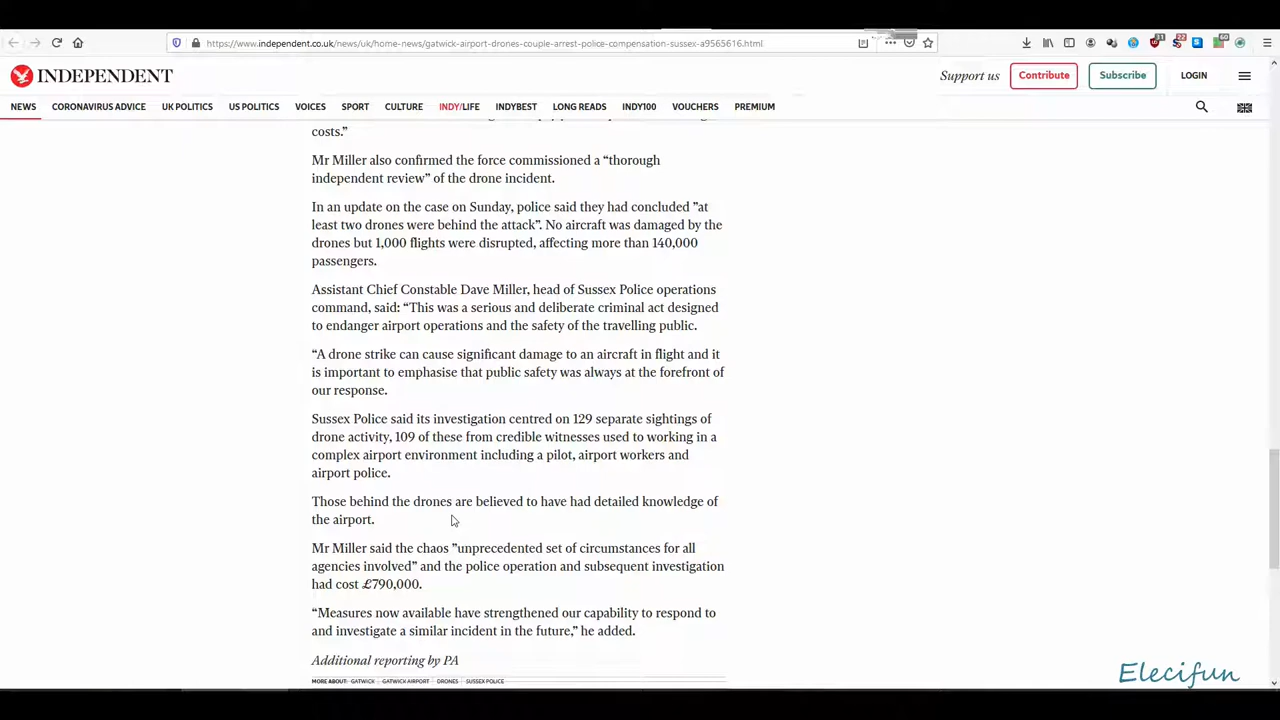 https://www.independent.co.uk/news/uk/home-news/gatwick-airport-drones-couple-arrest-police-compensation-sussex-a9565616.html
11
22
60
INDEPENDENT
Support us
Contribute
Subscribe
LOGIN
NEWS
CORONAVIRUS ADVICE
UK POLITICS
US POLITICS
VOICES
SPORT
CULTURE
INDY/LIFE
INDYBEST
LONG READS
INDY100
VOUCHERS
PREMIUM
costs.”
Mr Miller also confirmed the force commissioned a “thorough
independent review” of the drone incident.
In an update on the case on Sunday, police said they had concluded ”at
least two drones were behind the attack”. No aircraft was damaged by the
drones but 1,000 flights were disrupted, affecting more than 140,000
passengers.
Assistant Chief Constable Dave Miller, head of Sussex Police operations
command, said: “This was a serious and deliberate criminal act designed
to endanger airport operations and the safety of the travelling public.
“A drone strike can cause significant damage to an aircraft in flight and it
is important to emphasise that public safety was always at the forefront of
our response.
Sussex Police said its investigation centred on 129 separate sightings of
drone activity, 109 of these from credible witnesses used to working in a
complex airport environment including a pilot, airport workers and
airport police.
Those behind the drones are believed to have had detailed knowledge of
the airport.
Mr Miller said the chaos ”unprecedented set of circumstances for all
agencies involved” and the police operation and subsequent investigation
had cost £790,000.
“Measures now available have strengthened our capability to respond to
and investigate a similar incident in the future,” he added.
Additional reporting by PA
MORE ABOUT: GATWICK GATWICK AIRPORT DRONES SUSSEX POLICE
Elecifun